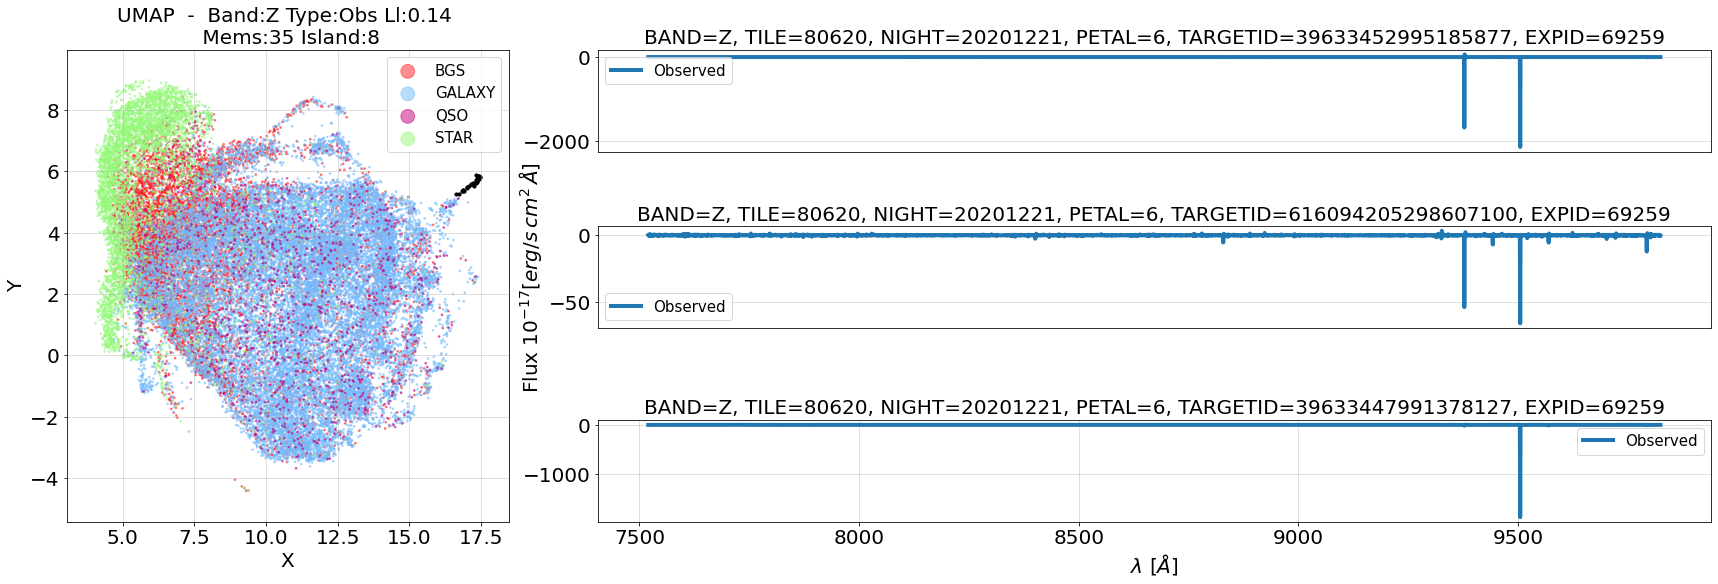 UMAP  -  Band:Z Type:Obs Ll:0.14
Mems:35 Island:8
BGS
GALAXY
QSO
STAR
8
6
4
2
0
−2
−4
Y
5.0
7.5
10.0
12.5
15.0
17.5
X
BAND=Z, TILE=80620, NIGHT=20201221, PETAL=6, TARGETID=39633452995185877, EXPID=69259
0
−2000
Observed
BAND=Z, TILE=80620, NIGHT=20201221, PETAL=6, TARGETID=616094205298607100, EXPID=69259
0
−50
Observed
Flux 10⁻¹⁷[erg/s cm² Å]
BAND=Z, TILE=80620, NIGHT=20201221, PETAL=6, TARGETID=39633447991378127, EXPID=69259
0
−1000
Observed
7500
8000
8500
9000
9500
λ [Å]